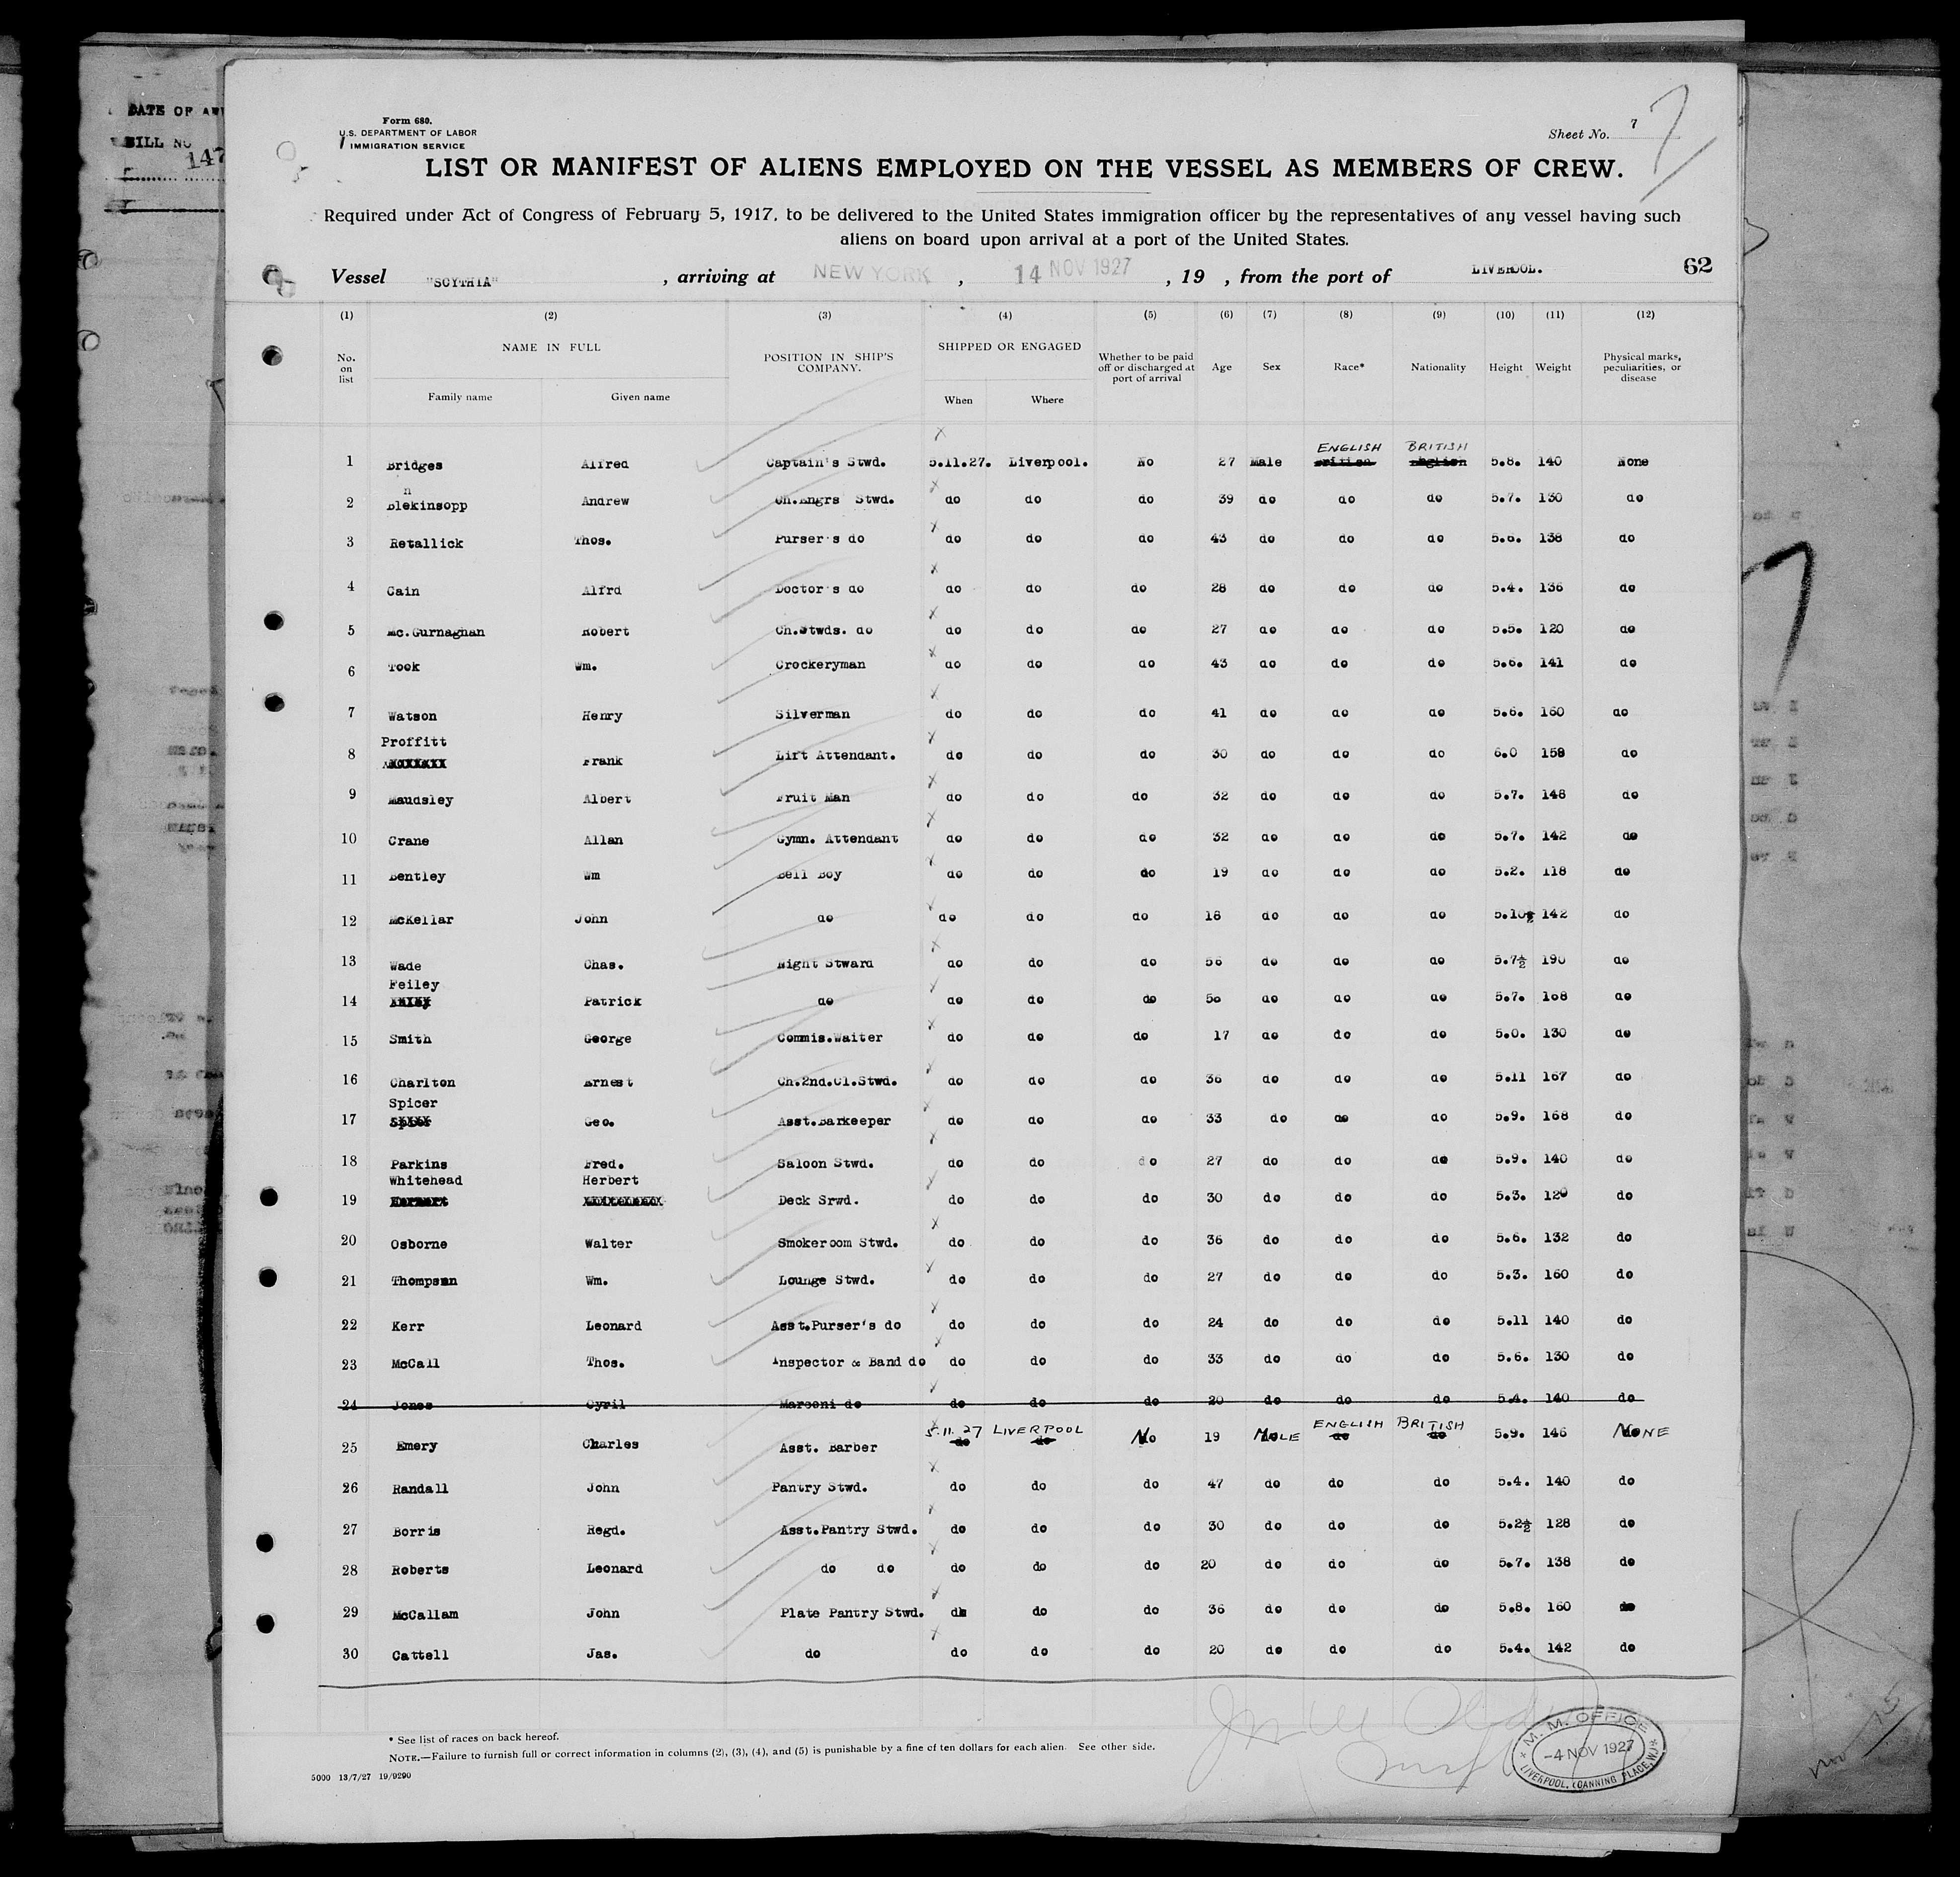 Form 680.
U.S. DEPARTMENT OF LABOR
IMMIGRATION SERVICE
Sheet No. 7
7
LIST OR MANIFEST OF ALIENS EMPLOYED ON THE VESSEL AS MEMBERS OF CREW.
Required under Act of Congress of February 5, 1917, to be delivered to the United States immigration officer by the representatives of any vessel having such
aliens on board upon arrival at a port of the United States.
Vessel "SCYTHIA" , arriving at NEW YORK , 14 NOV 1927 , 19 , from the port of LIVERPOOL. 62
(1) (2) (3) (4) (5) (6) (7) (8) (9) (10) (11) (12)
No. on list NAME IN FULL POSITION IN SHIP'S COMPANY. SHIPPED OR ENGAGED Whether to be paid off or discharged at port of arrival Age Sex Race* Nationality Height Weight Physical marks, peculiarities, or disease
Family name Given name When Where
ENGLISH BRITISH
1 Bridges Alfred Captain's Stwd. 5.11.27. Liverpool. No 27 Male British English 5.8. 140 None
n
2 Blekinsopp Andrew Ch.Engrs Stwd. do do do 39 do do do 5.7. 130 do
3 Retallick Thos. Purser's do do do do 43 do do do 5.6. 138 do
4 Cain Alfrd Doctor's do do do do 28 do do do 5.4. 136 do
5 Mc.Gurnaghan Robert Ch.Stwds. do do do do 27 do do do 5.5. 120 do
6 Took Wm. Crockeryman do do do 43 do do do 5.6. 141 do
7 Watson Henry Silverman do do do 41 do do do 5.6. 160 do
Proffitt
8 Frank Lift Attendant. do do do 30 do do do 6.0 159 do
9 Maudsley Albert Fruit Man do do do 32 do do do 5.7. 148 do
10 Crane Allan Gymn. Attendant do do do 32 do do do 5.7. 142 do
11 Bentley Wm Bell Boy do do do 19 do do do 5.2. 118 do
12 McKellar John do do do do 18 do do do 5.10½ 142 do
13 Wade Chas. Night Stward do do do 56 do do do 5.7½ 190 do
Feiley
14 Patrick do do do do do do do 5.7. 168 do
15 Smith George Commis.Waiter do do do 17 do do do 5.0. 130 do
16 Charlton Ernest Ch.2nd.Cl.Stwd. do do do 36 do do do 5.11 167 do
Spicer
17 Geo. Asst.Barkeeper do do do 33 do do do 5.9. 168 do
18 Parkins Fred. Saloon Stwd. do do do 27 do do do 5.9. 140 do
Whitehead Herbert
19 Deck Srwd. do do do 30 do do do 5.3. 120 do
20 Osborne Walter Smokeroom Stwd. do do do 36 do do do 5.6. 132 do
21 Thompson Wm. Lounge Stwd. do do do 27 do do do 5.3. 160 do
22 Kerr Leonard Asst.Purser's do do do do 24 do do do 5.11 140 do
23 McCall Thos. Inspector & Band do do do do 33 do do do 5.6. 130 do
24 Jones Cyril Marconi do do do do 20 do do do 5.4. 140 do
5.11.27 LIVERPOOL ENGLISH BRITISH
25 Emery Charles Asst. Barber do do No 19 MALE do do 5.9. 146 NONE
26 Randall John Pantry Stwd. do do do 47 do do do 5.4. 140 do
27 Borris Regd. Asst.Pantry Stwd. do do do 30 do do do 5.2½ 128 do
28 Roberts Leonard do do do do do 20 do do do 5.7. 138 do
29 McCallam John Plate Pantry Stwd. do do do 36 do do do 5.8. 160 do
30 Cattell Jas. do do do do 20 do do do 5.4. 142 do
* See list of races on back hereof.
NOTE.—Failure to furnish full or correct information in columns (2), (3), (4), and (5) is punishable by a fine of ten dollars for each alien. See other side.
5000 13/7/27 19/9290
M. M. OFFICE
-4 NOV 1927
LIVERPOOL, CANNING PLACE, W.J
DATE OF
BILL NO
147